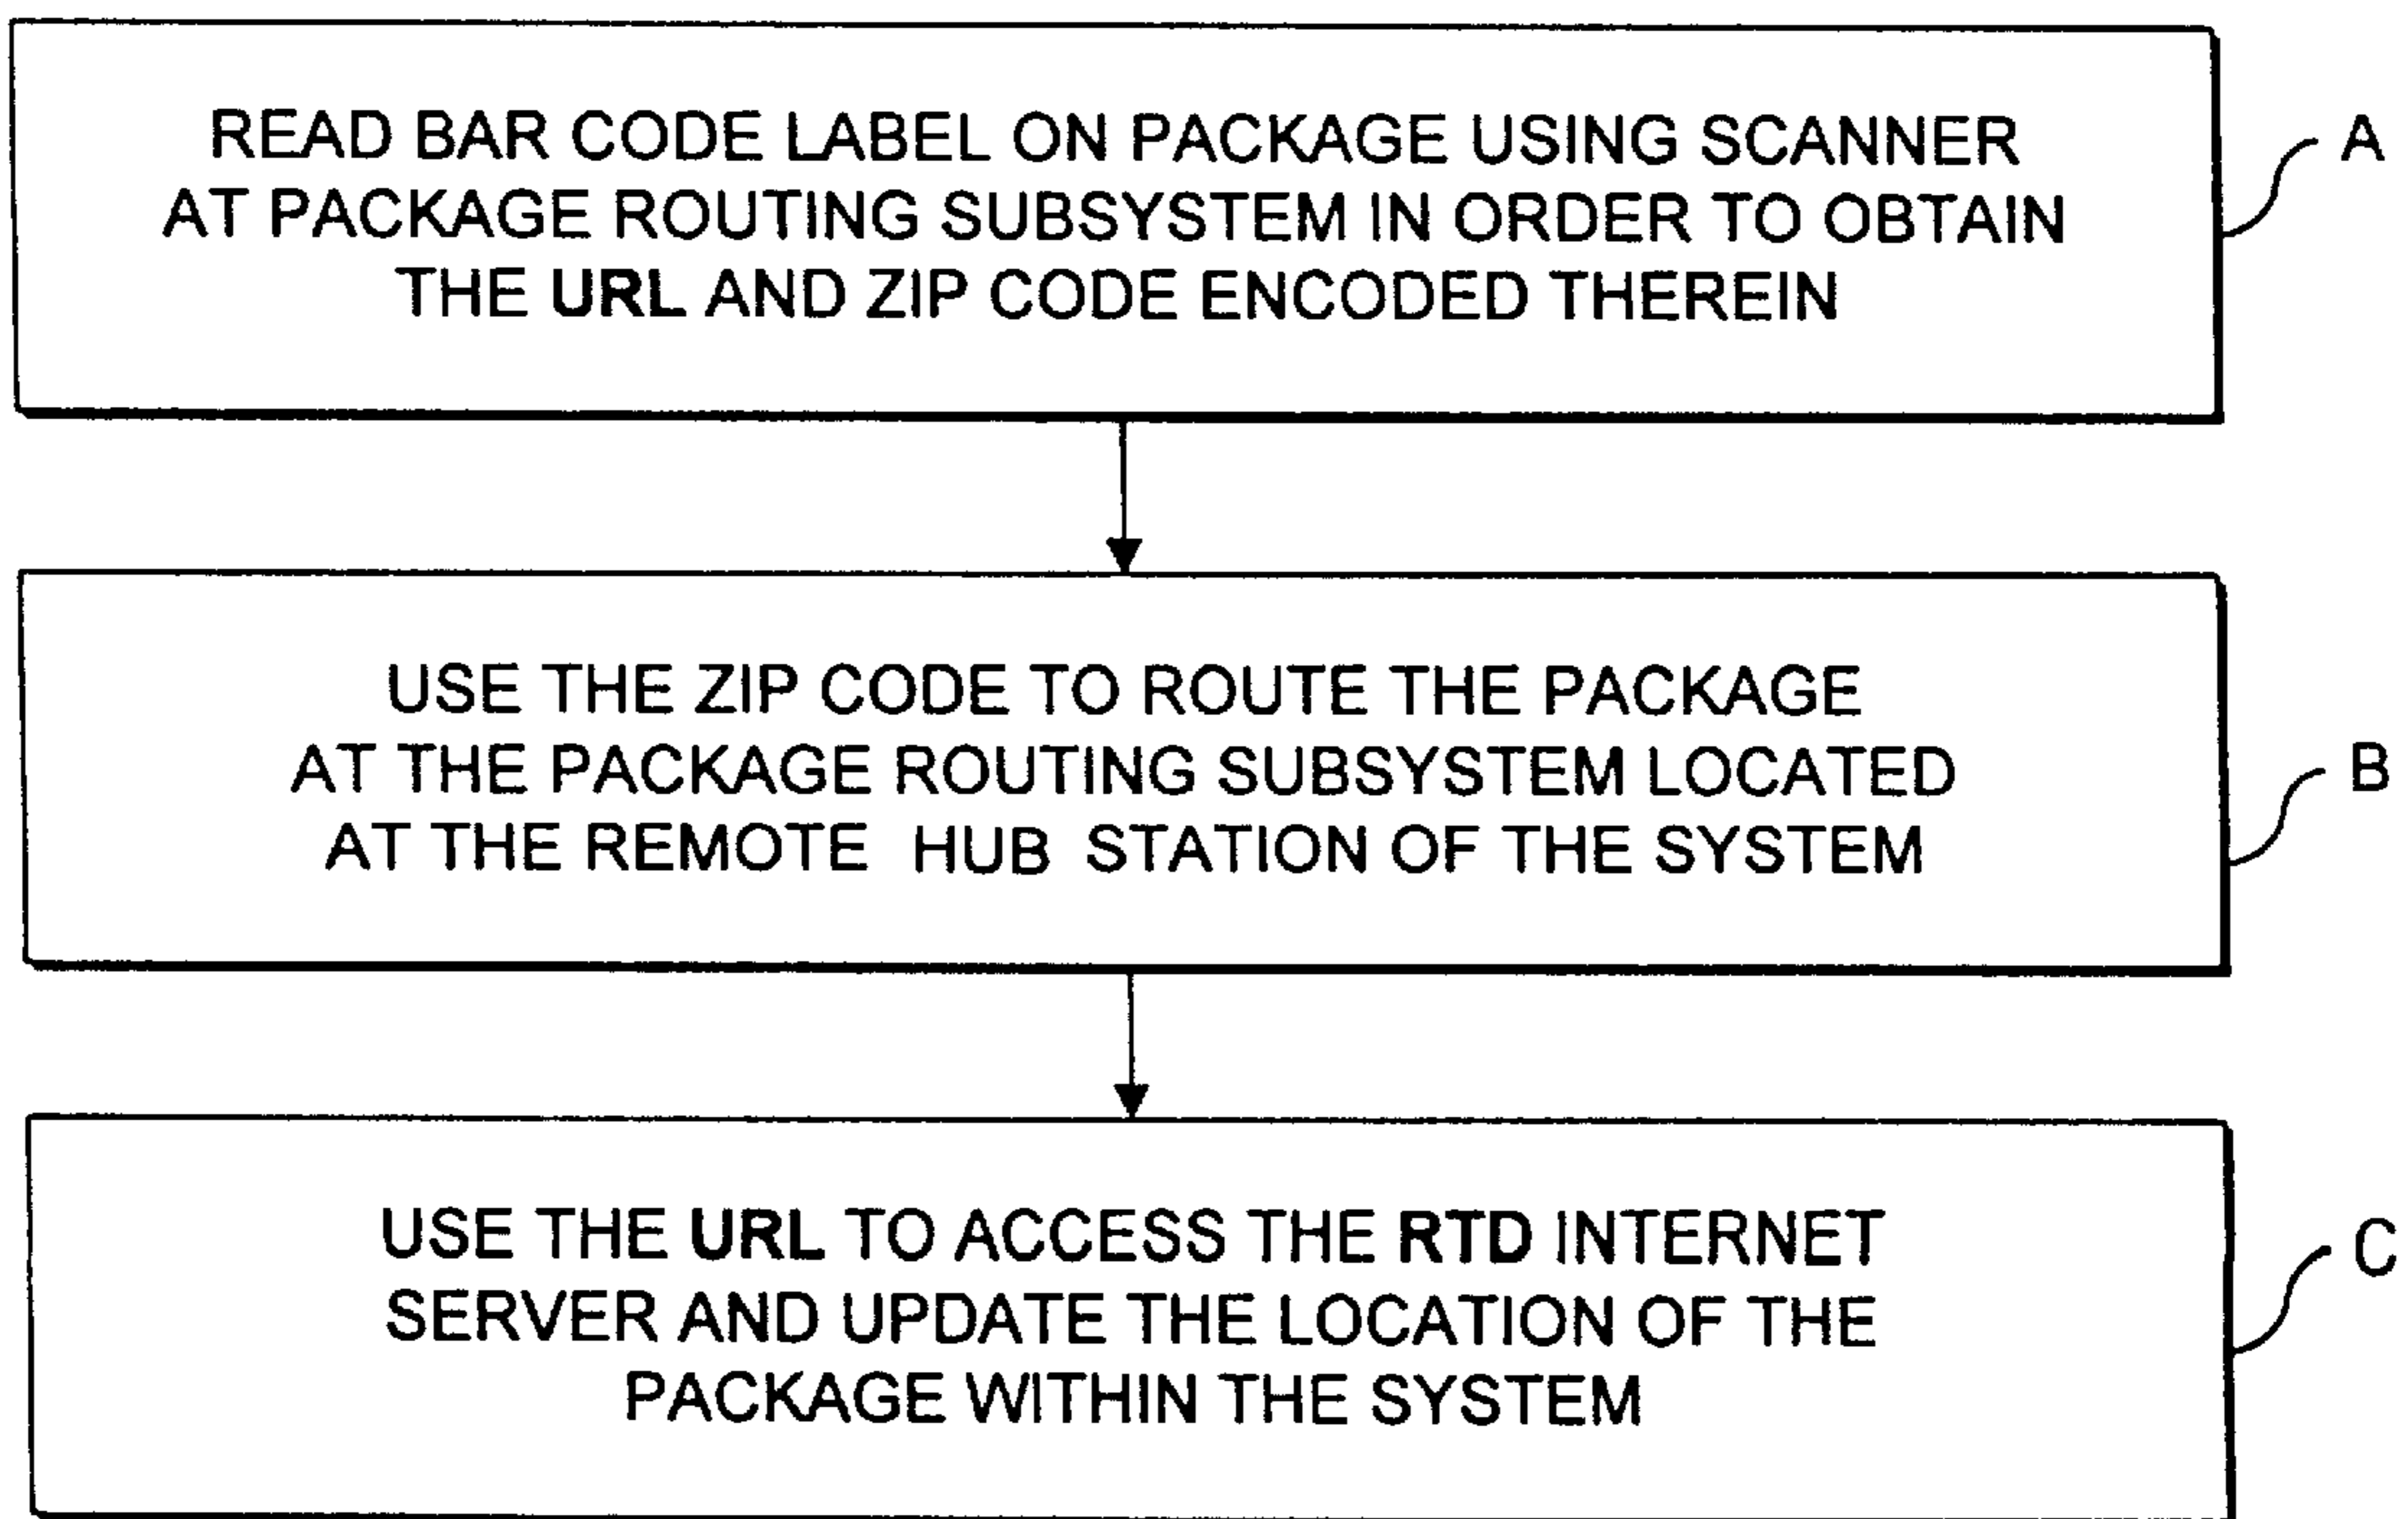 READ BAR CODE LABEL ON PACKAGE USING SCANNER
AT PACKAGE ROUTING SUBSYSTEM IN ORDER TO OBTAIN
THE URL AND ZIP CODE ENCODED THEREIN
A
USE THE ZIP CODE TO ROUTE THE PACKAGE
AT THE PACKAGE ROUTING SUBSYSTEM LOCATED
AT THE REMOTE HUB STATION OF THE SYSTEM
B
USE THE URL TO ACCESS THE RTD INTERNET
SERVER AND UPDATE THE LOCATION OF THE
PACKAGE WITHIN THE SYSTEM
C